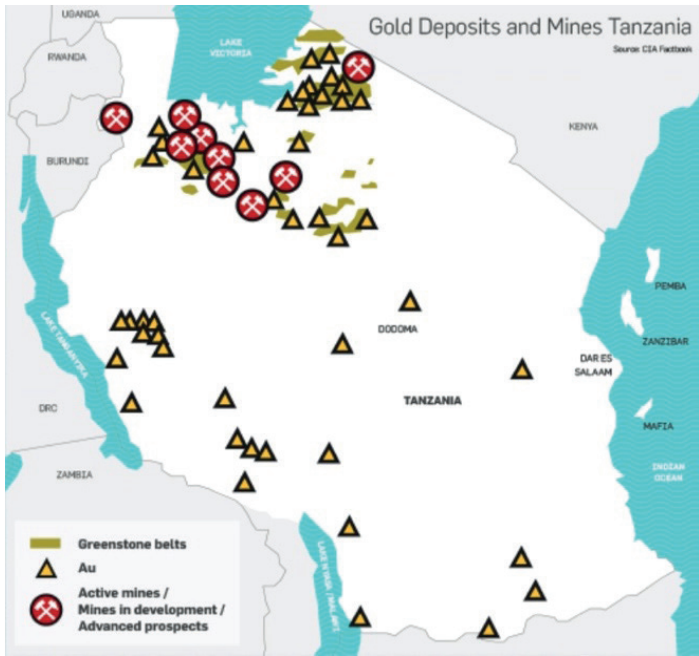 UGANDA
Gold Deposits and Mines Tanzania
LAKE
VICTORIA
Source: CIA Factbook
RWANDA
KENYA
BURUNDI
PEMBA
LAKE TANGANYIKA
DODOMA
ZANZIBAR
DAR ES
SALAAM
DRC
TANZANIA
MAFIA
ZAMBIA
INDIAN
OCEAN
Greenstone belts
Au
LAKE NYASA / MALAWI
Active mines /
Mines in development /
Advanced prospects